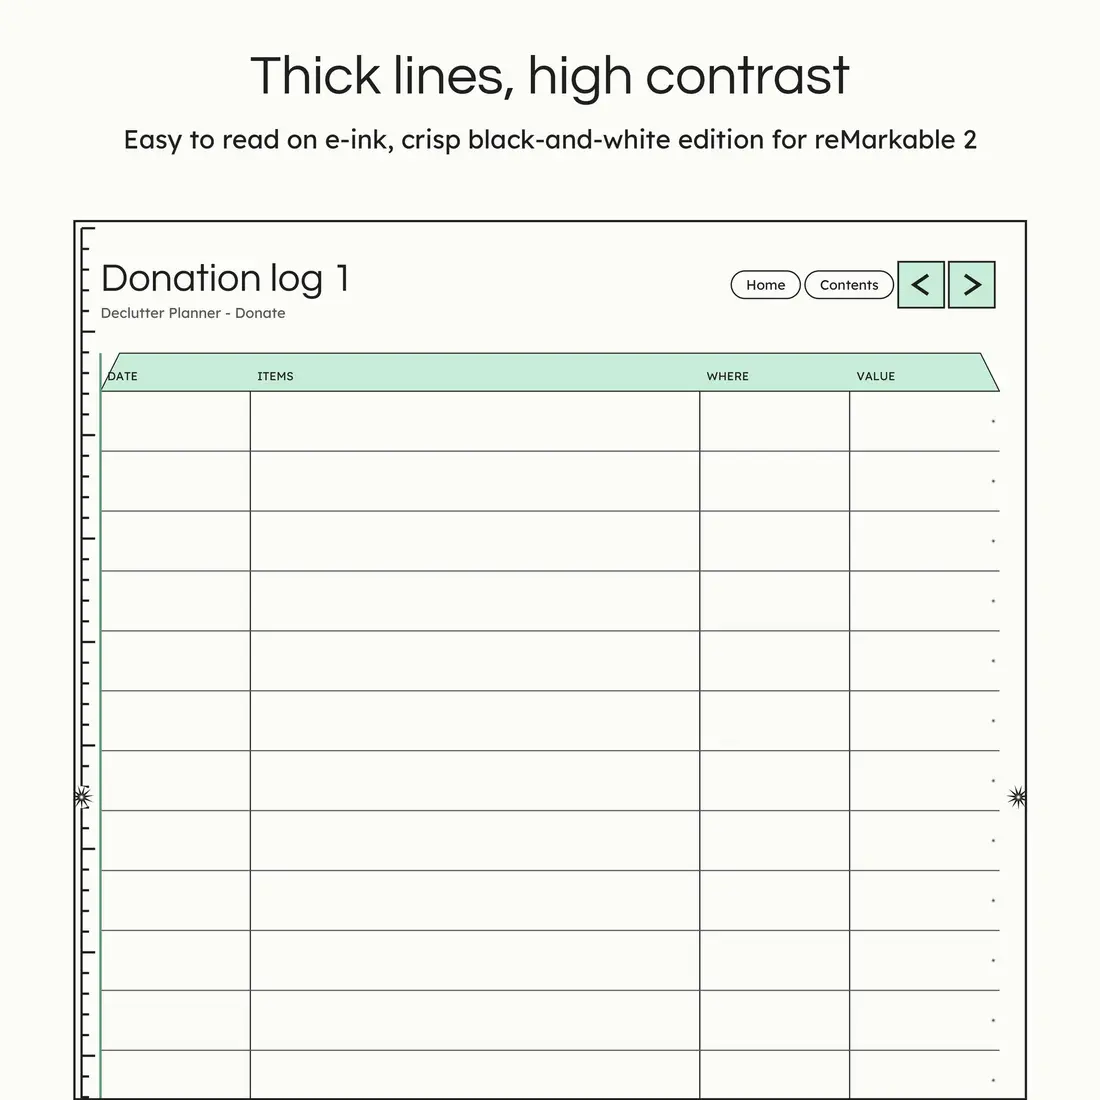 Thick lines, high contrast
Easy to read on e-ink, crisp black-and-white edition for reMarkable 2
Donation log 1
Home
Contents
<
>
Declutter Planner - Donate
DATE
ITEMS
WHERE
VALUE